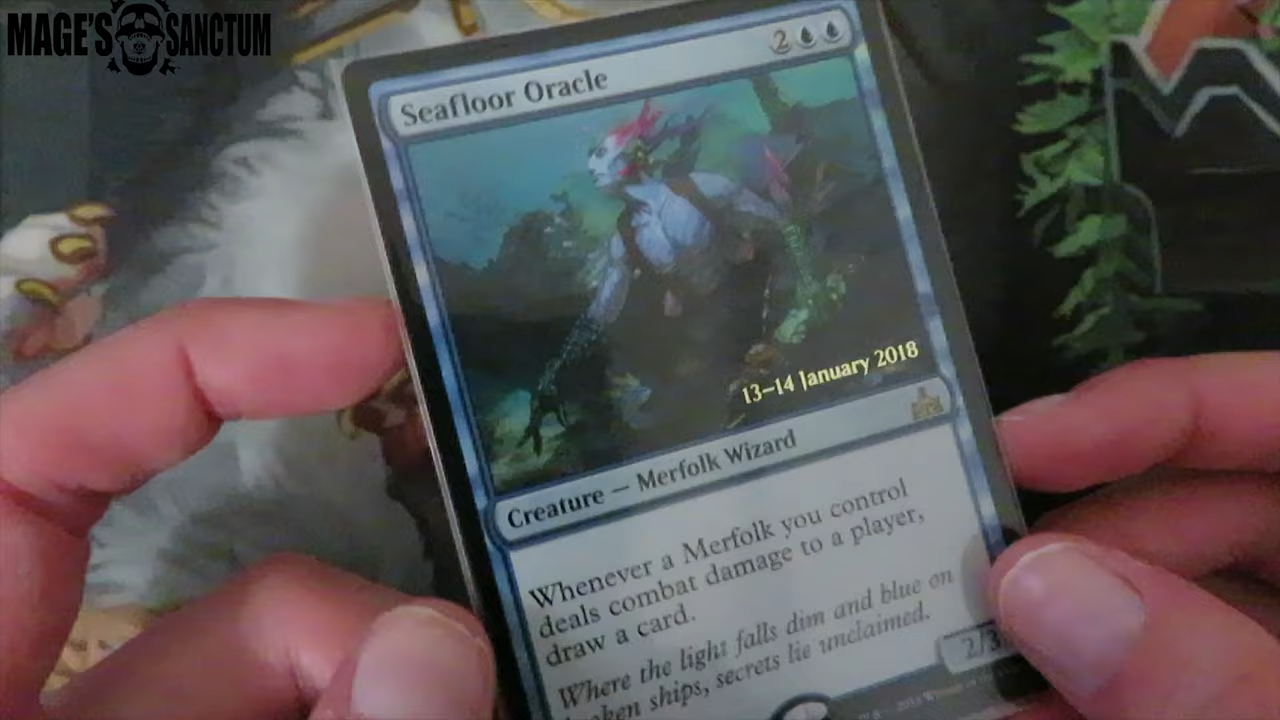 MAGE'S SANCTUM
Seafloor Oracle 2
13–14 January 2018
Creature — Merfolk Wizard
Whenever a Merfolk you control
deals combat damage to a player,
draw a card.
Where the light falls dim and blue on
ships, secrets lie unclaimed.
2/3